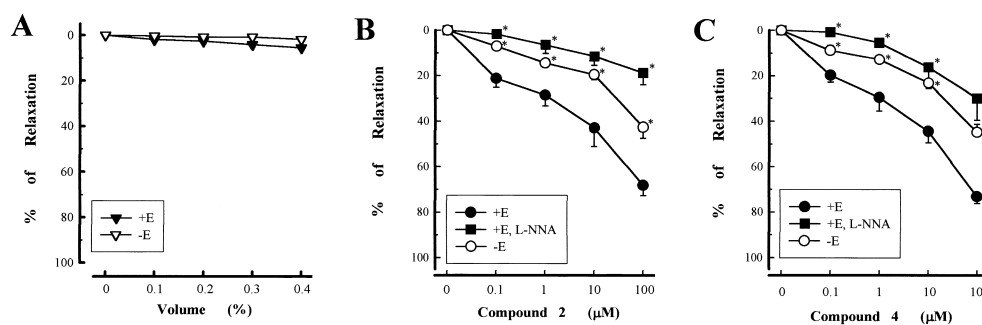 A
% of Relaxation
0
20
40
60
80
100
+E
-E
0 0.1 0.2 0.3 0.4
Volume (%)
B
% of Relaxation
0
20
40
60
80
100
* * * *
* * * *
+E
+E, L-NNA
-E
0 0.1 1 10 100
Compound 2 (μM)
C
% of Relaxation
0
20
40
60
80
100
* * *
* * *
+E
+E, L-NNA
-E
0 0.1 1 10 10
Compound 4 (μM)